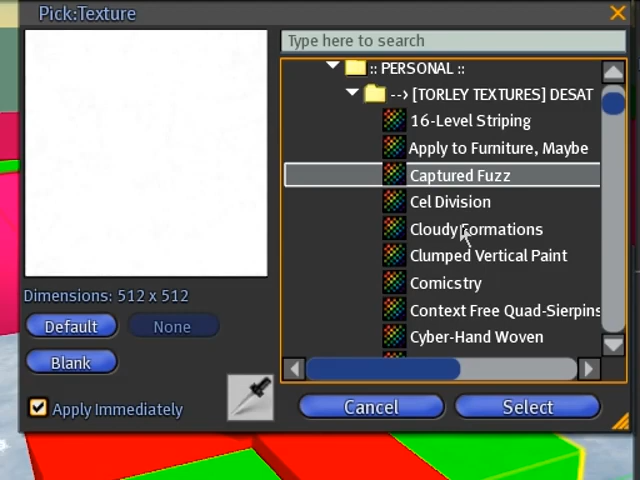 Pick:Texture
Type here to search
:: PERSONAL ::
--> [TORLEY TEXTURES] DESAT
16-Level Striping
Apply to Furniture, Maybe
Captured Fuzz
Cel Division
Cloudy Formations
Clumped Vertical Paint
Comicstry
Context Free Quad-Sierpins
Cyber-Hand Woven
Dimensions: 512 x 512
Default
None
Blank
Apply Immediately
Cancel
Select